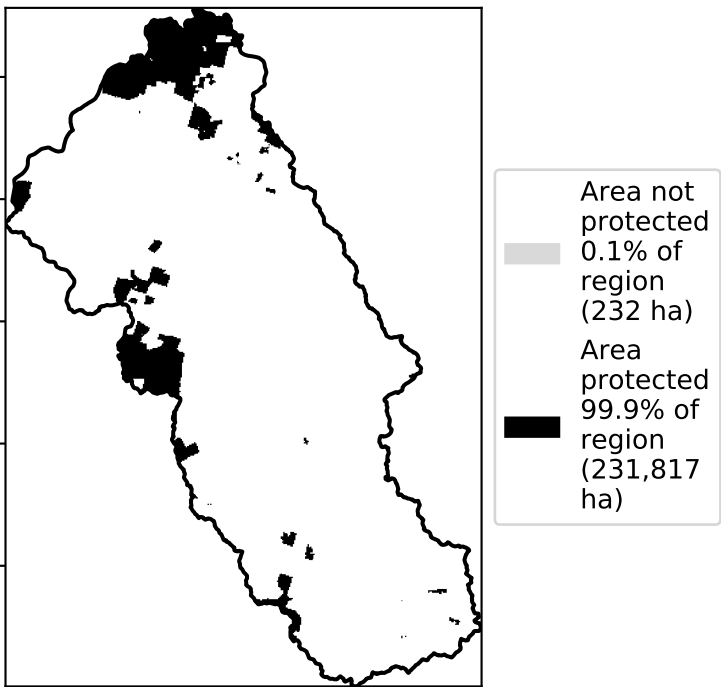 Area not
protected
0.1% of
region
(232 ha)
Area
protected
99.9% of
region
(231,817
ha)